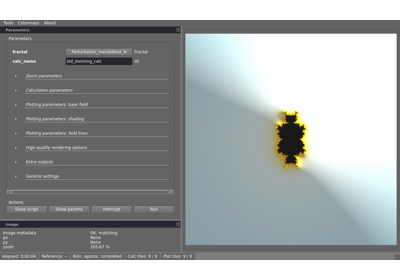 Tools Colormaps About
Parameters
Parameters
fractal Perturbation_mandelbrot_N fractal
calc_name std_zooming_calc str
Zoom parameters
Calculation parameters
Plotting parameters: base field
Plotting parameters: shading
Plotting parameters: field lines
High quality rendering options
Extra outputs
General settings
Actions
Show script Show params Interrupt Run
Image
Image metadata OK, matching
px None
py None
zoom 105.67 %
elapsed: 0:00:04 Reference: -- Bilin. approx: completed Calc tiles: 9 / 9 Plot tiles: 9 / 9